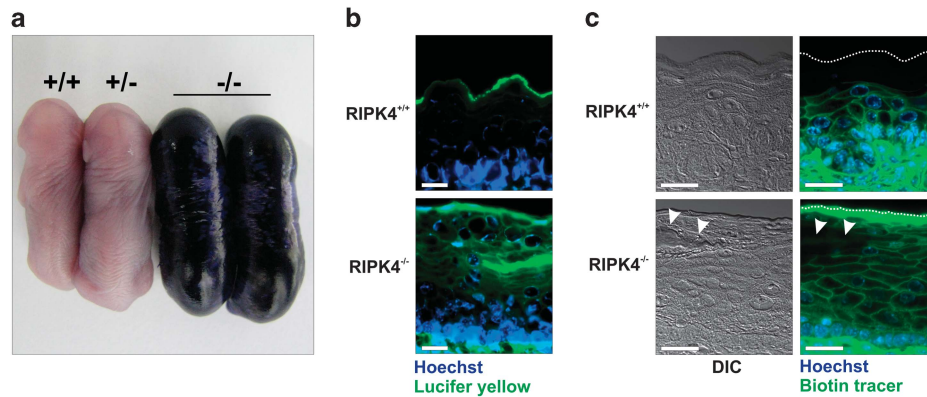 a
+/+ +/- -/-
b
RIPK4+/+
RIPK4-/-
Hoechst
Lucifer yellow
c
RIPK4+/+
RIPK4-/-
DIC
Hoechst
Biotin tracer